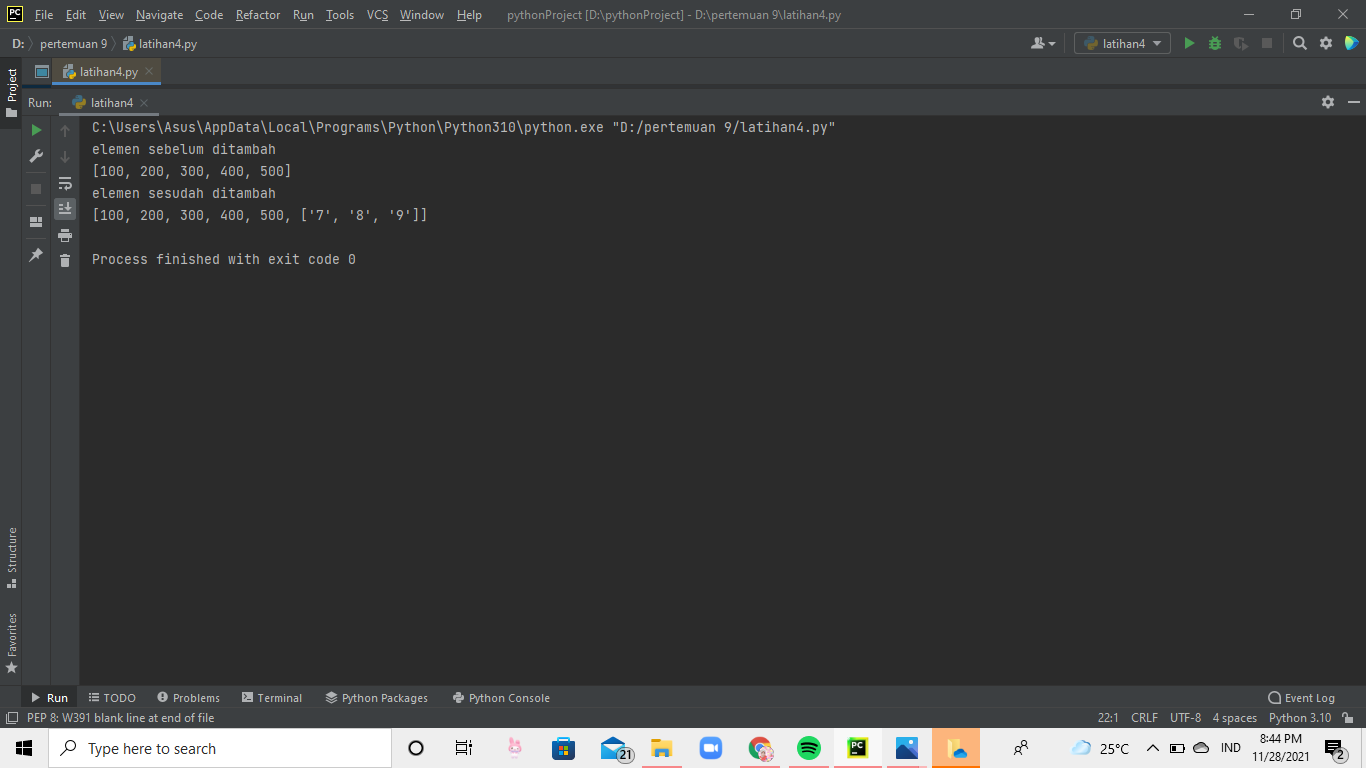 PC File Edit View Navigate Code Refactor Run Tools VCS Window Help pythonProject [D:\pythonProject] - D:\pertemuan 9\latihan4.py
D: pertemuan 9 latihan4.py latihan4
Project
latihan4.py
Run: latihan4
C:\Users\Asus\AppData\Local\Programs\Python\Python310\python.exe "D:/pertemuan 9/latihan4.py"
elemen sebelum ditambah
[100, 200, 300, 400, 500]
elemen sesudah ditambah
[100, 200, 300, 400, 500, ['7', '8', '9']]
Process finished with exit code 0
Structure
Favorites
Run TODO Problems Terminal Python Packages Python Console Event Log
PEP 8: W391 blank line at end of file 22:1 CRLF UTF-8 4 spaces Python 3.10
Type here to search 21 PC 25°C IND 8:44 PM
11/28/2021 2